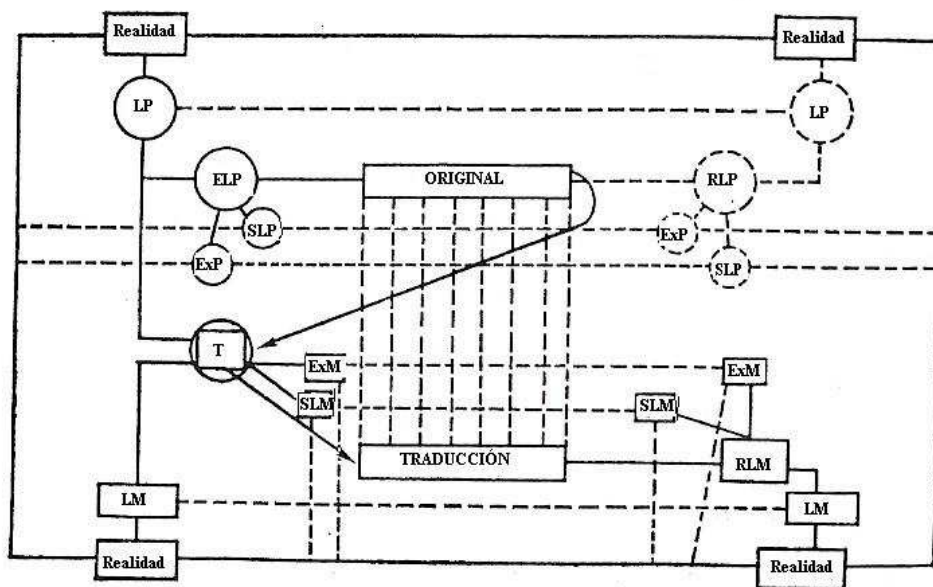 Realidad
Realidad
LP
LP
ELP
ORIGINAL
RLP
SLP
ExP
ExP
SLP
T
ExM
ExM
SLM
SLM
TRADUCCIÓN
RLM
LM
LM
Realidad
Realidad